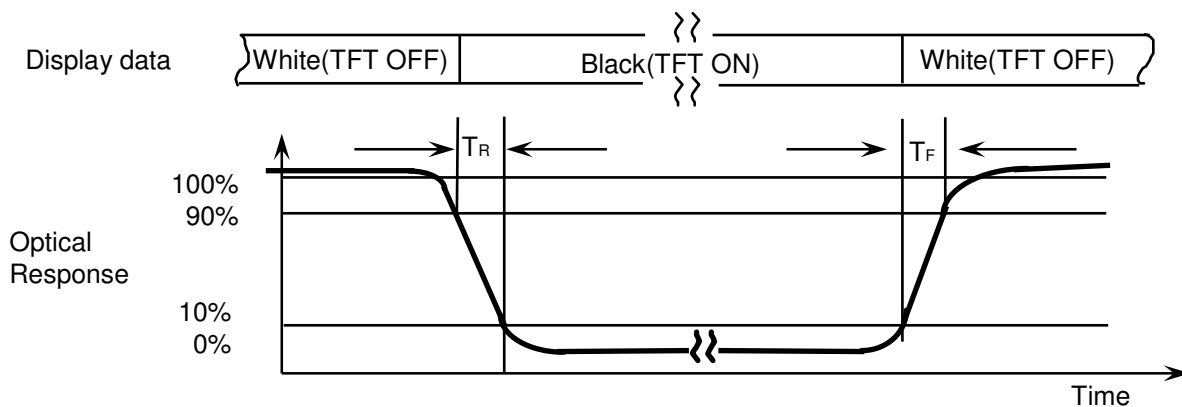 Display data
White(TFT OFF)
Black(TFT ON)
White(TFT OFF)
TR
TF
100%
90%
Optical
Response
10%
0%
Time